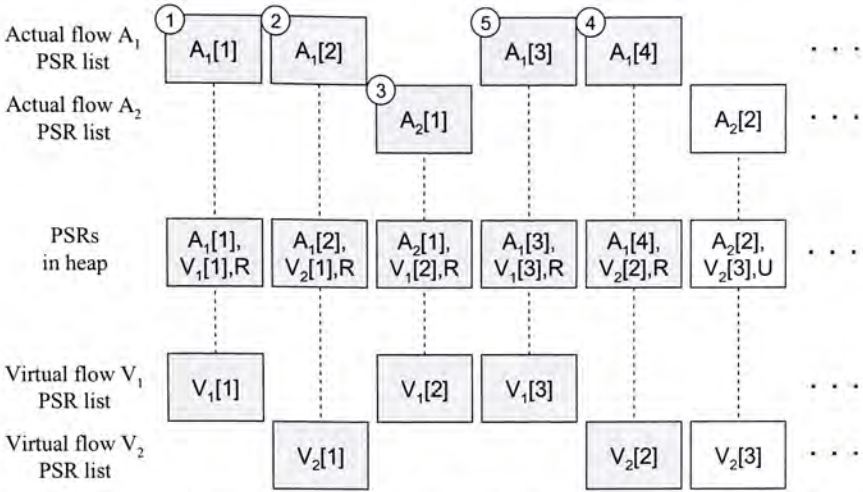 Actual flow A₁ PSR list
① A₁[1] ② A₁[2] ⑤ A₁[3] ④ A₁[4] . . .
Actual flow A₂ PSR list
③ A₂[1] A₂[2] . . .
PSRs in heap
A₁[1], V₁[1],R
A₁[2], V₂[1],R
A₂[1], V₁[2],R
A₁[3], V₁[3],R
A₁[4], V₂[2],R
A₂[2], V₂[3],U
. . .
Virtual flow V₁ PSR list
V₁[1] V₁[2] V₁[3] . . .
Virtual flow V₂ PSR list
V₂[1] V₂[2] V₂[3] . . .